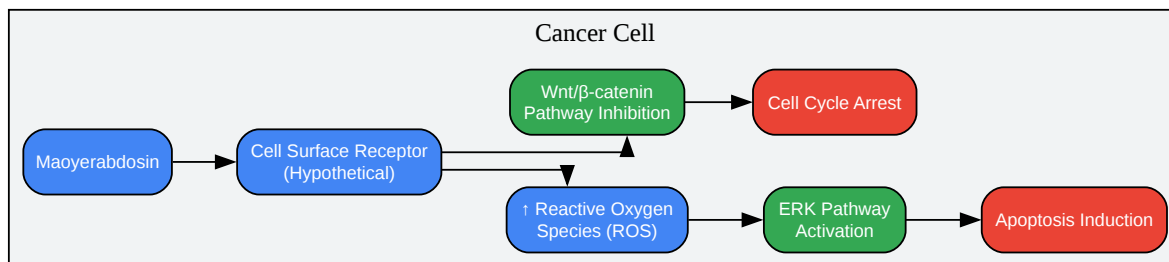 Cancer Cell
Maoyerabdosin
Cell Surface Receptor
(Hypothetical)
Wnt/β-catenin
Pathway Inhibition
Cell Cycle Arrest
↑ Reactive Oxygen
Species (ROS)
ERK Pathway
Activation
Apoptosis Induction